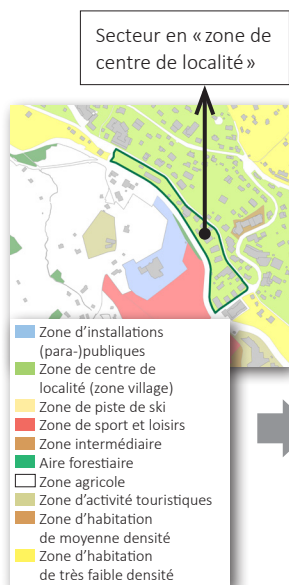 Secteur en « zone de
centre de localité »
Zone d’installations
(para-)publiques
Zone de centre de
localité (zone village)
Zone de piste de ski
Zone de sport et loisirs
Zone intermédiaire
Aire forestiaire
Zone agricole
Zone d’activité touristiques
Zone d’habitation
de moyenne densité
Zone d’habitation
de très faible densité